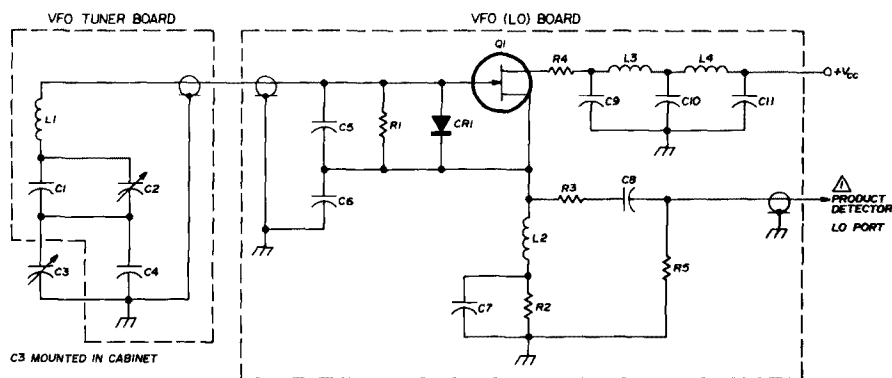 VFO TUNER BOARD
VFO (LO) BOARD
Q1
R4
L3
L4
+VCC
C9
C10
C11
L1
C5
R1
CR1
C1
C2
C6
R3
C8
1
PRODUCT
DETECTOR
LO PORT
C3
C4
L2
R5
C7
R2
C3 MOUNTED IN CABINET